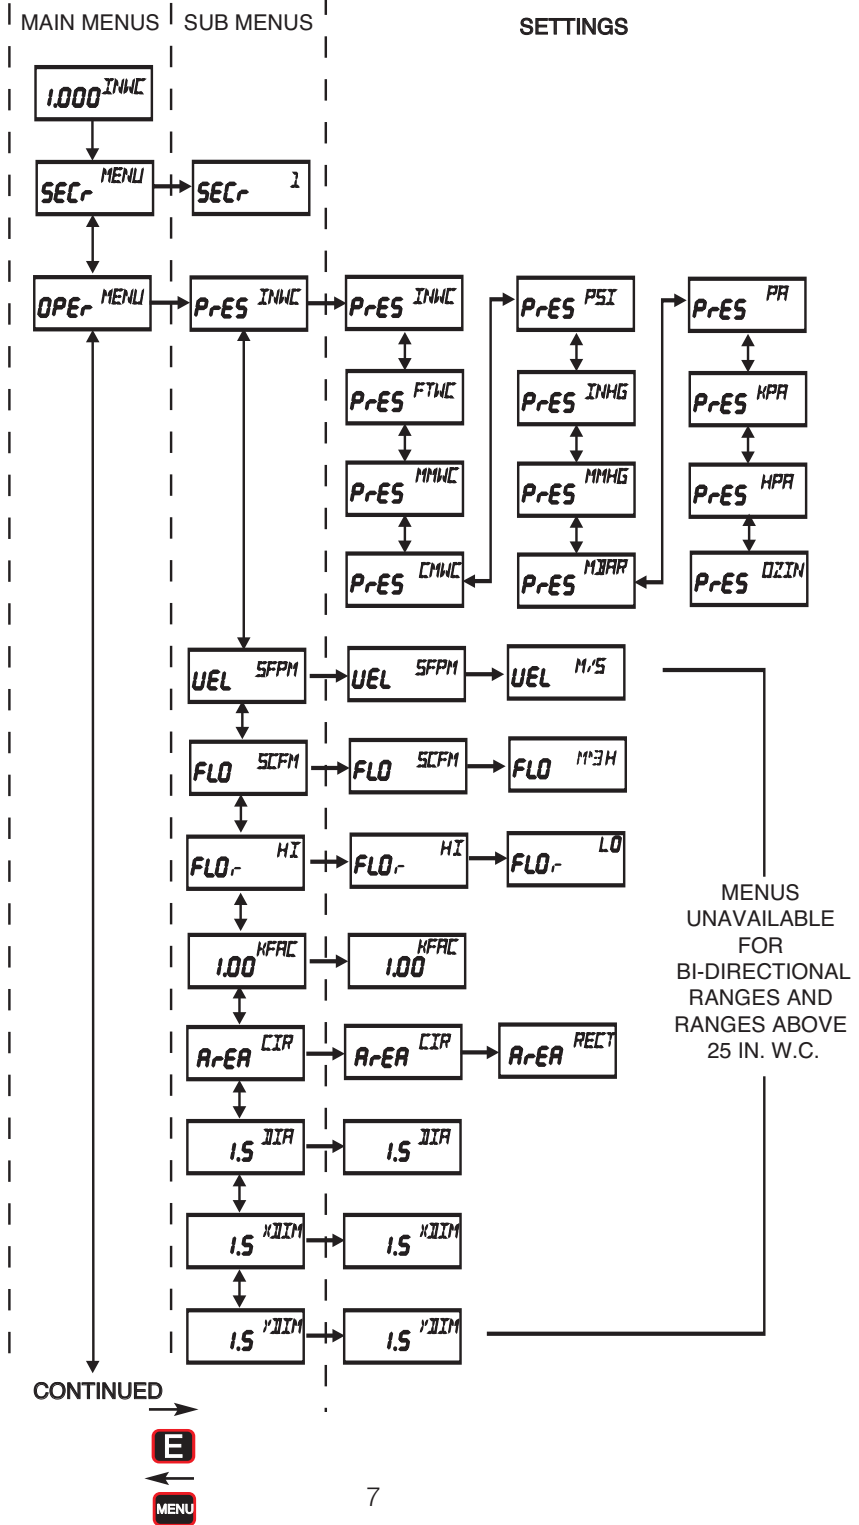 MAIN MENUS SUB MENUS SETTINGS
1.000 INWC
SECr MENU SECr 1
OPEr MENU PrES INWC PrES INWC PrES PSI PrES PA
PrES FTWC PrES INHG PrES KPA
PrES MMWC PrES MMHG PrES HPA
PrES CMWC PrES MBAR PrES OZIN
VEL SFPM VEL SFPM VEL M/S
FLO SCFM FLO SCFM FLO M^3H
FLOr HI FLOr HI FLOr LO
1.00 KFAC 1.00 KFAC
ArEA CIR ArEA CIR ArEA RECT
1.5 DIA 1.5 DIA
1.5 XDIM 1.5 XDIM
1.5 YDIM 1.5 YDIM
MENUS
UNAVAILABLE
FOR
BI-DIRECTIONAL
RANGES AND
RANGES ABOVE
25 IN. W.C.
CONTINUED
E
MENU
7